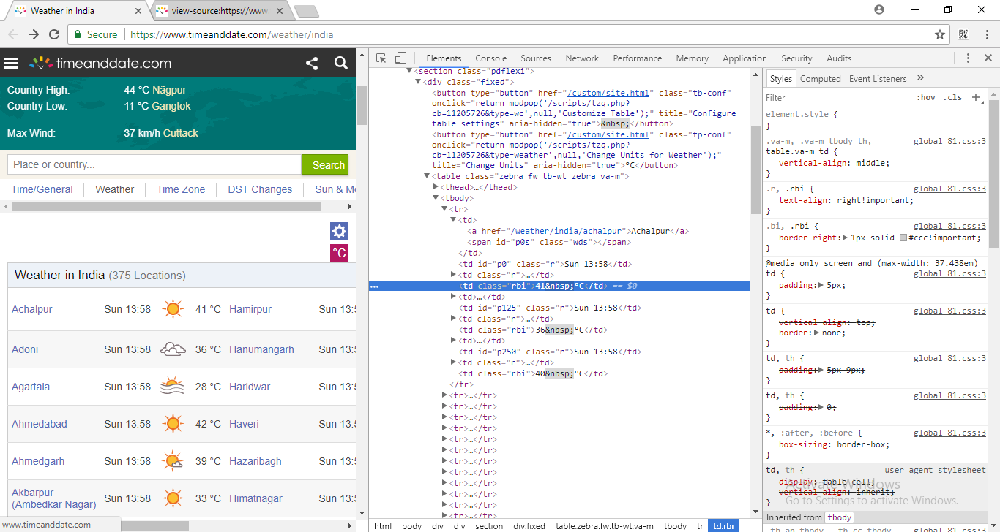 Weather in India
view-source:https://www.
Secure
https://www.timeanddate.com/weather/india
timeanddate.com
Country High: 44 °C Nāgpur
Country Low: 11 °C Gangtok
Max Wind: 37 km/h Cuttack
Place or country...
Search
Time/General Weather Time Zone DST Changes Sun & Mo
°C
Weather in India (375 Locations)
Achalpur Sun 13:58 41 °C Hamirpur Sun 13:5
Adoni Sun 13:58 36 °C Hanumangarh Sun 13:5
Agartala Sun 13:58 28 °C Haridwar Sun 13:5
Ahmedabad Sun 13:58 42 °C Haveri Sun 13:5
Ahmedgarh Sun 13:58 39 °C Hazaribagh Sun 13:5
Akbarpur
(Ambedkar Nagar) Sun 13:58 33 °C Himatnagar Sun 13:5
www.timeanddate.com
Elements Console Sources Network Performance Memory Application Security Audits
▼<section class="pdflexi">
▼<div class="fixed">
<button type="button" href="/custom/site.html" class="tb-conf"
onclick="return modpop('/scripts/tzq.php?
cb=11205726&type=wc',null,'Customize Table');" title="Configure
table settings" aria-hidden="true">&nbsp;</button>
<button type="button" href="/custom/site.html" class="tp-conf"
onclick="return modpop('/scripts/tzq.php?
cb=11205726&type=weather',null,'Change Units for Weather');"
title="Change Units" aria-hidden="true">°C</button>
▼<table class="zebra fw tb-wt zebra va-m">
▶<thead>…</thead>
▼<tbody>
▼<tr>
▼<td>
<a href="/weather/india/achalpur">Achalpur</a>
<span id="p0s" class="wds"></span>
</td>
<td id="p0" class="r">Sun 13:58</td>
▶<td class="r">…</td>
<td class="rbi">41&nbsp;°C</td> == $0
▶<td>…</td>
<td id="p125" class="r">Sun 13:58</td>
▶<td class="r">…</td>
<td class="rbi">36&nbsp;°C</td>
▶<td>…</td>
<td id="p250" class="r">Sun 13:58</td>
▶<td class="r">…</td>
<td class="rbi">40&nbsp;°C</td>
</tr>
▶<tr>…</tr>
▶<tr>…</tr>
▶<tr>…</tr>
▶<tr>…</tr>
▶<tr>…</tr>
▶<tr>…</tr>
▶<tr>…</tr>
▶<tr>…</tr>
▶<tr>…</tr>
▶<tr>…</tr>
▶<tr>…</tr>
▶<tr>…</tr>
html body div div section div.fixed table.zebra.fw.tb-wt.va-m tbody tr td.rbi
Styles Computed Event Listeners »
Filter :hov .cls +
element.style {
}
.va-m, .va-m tbody th, global_81.css:3
table.va-m td {
vertical-align: middle;
}
.r, .rbi { global_81.css:3
text-align: right!important;
}
.bi, .rbi { global_81.css:3
border-right:▶1px solid #ccc!important;
}
@media only screen and (max-width: 37.438em)
td { global_81.css:3
padding:▶5px;
}
td { global_81.css:3
vertical-align: top;
border:▶none;
}
td, th { global_81.css:3
padding:▶5px 9px;
}
td, th { global_81.css:3
padding:▶0;
}
*, :after, :before { global_81.css:3
box-sizing: border-box;
}
td, th { user agent stylesheet
display: table-cell;
vertical-align: inherit;
}
Activate Windows
Go to Settings to activate Windows.
Inherited from tbody